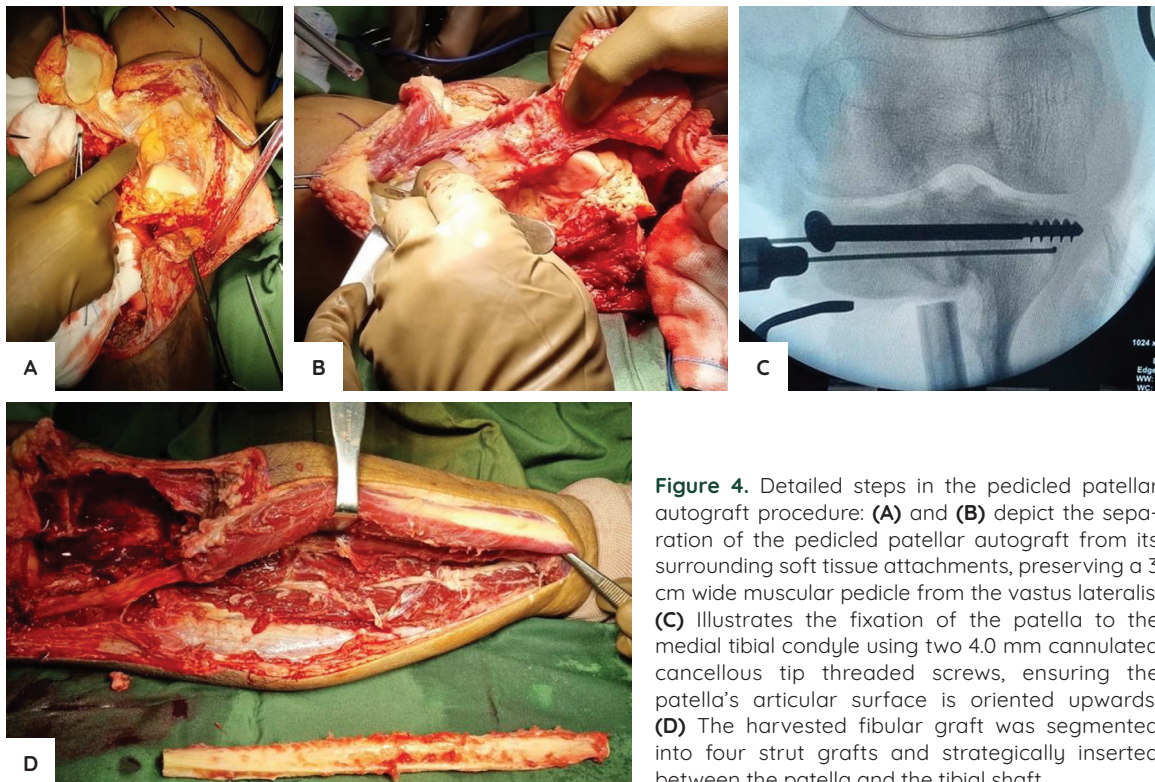 A
B
C
1024 x
Edge
WW:
WC:
D
Figure 4. Detailed steps in the pedicled patellar
autograft procedure: (A) and (B) depict the sepa-
ration of the pedicled patellar autograft from its
surrounding soft tissue attachments, preserving a 3
cm wide muscular pedicle from the vastus lateralis
(C) Illustrates the fixation of the patella to the
medial tibial condyle using two 4.0 mm cannulated
cancellous tip threaded screws, ensuring the
patella’s articular surface is oriented upwards
(D) The harvested fibular graft was segmented
into four strut grafts and strategically inserted
between the patella and the tibial shaft